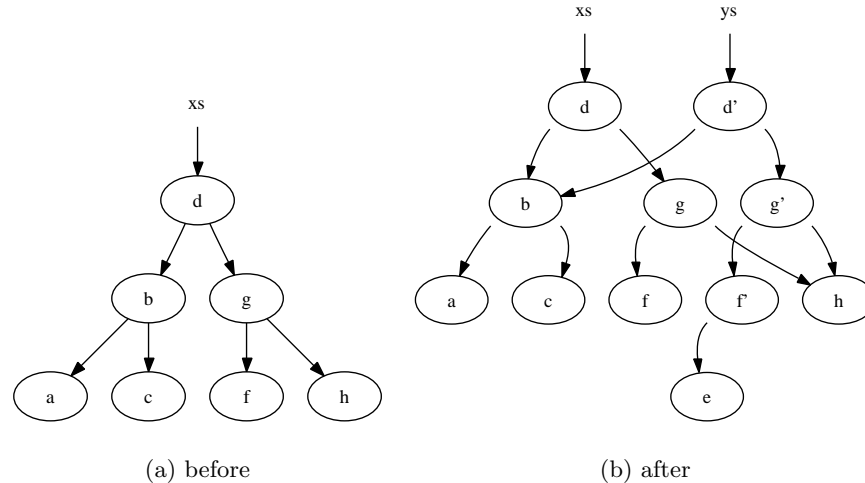 xs ys
d d'
b g g'
a c f f' h
e
xs
d
b g
a c f h
(a) before (b) after